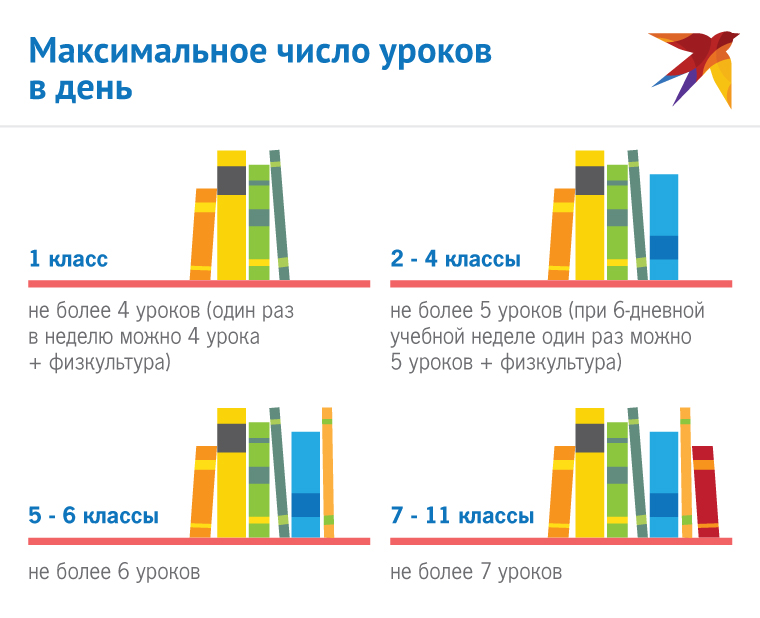 Максимальное число уроков
в день
1 класс
не более 4 уроков (один раз
в неделю можно 4 урока
+ физкультура)
2 - 4 классы
не более 5 уроков (при 6-дневной
учебной неделе один раз можно
5 уроков + физкультура)
5 - 6 классы
не более 6 уроков
7 - 11 классы
не более 7 уроков